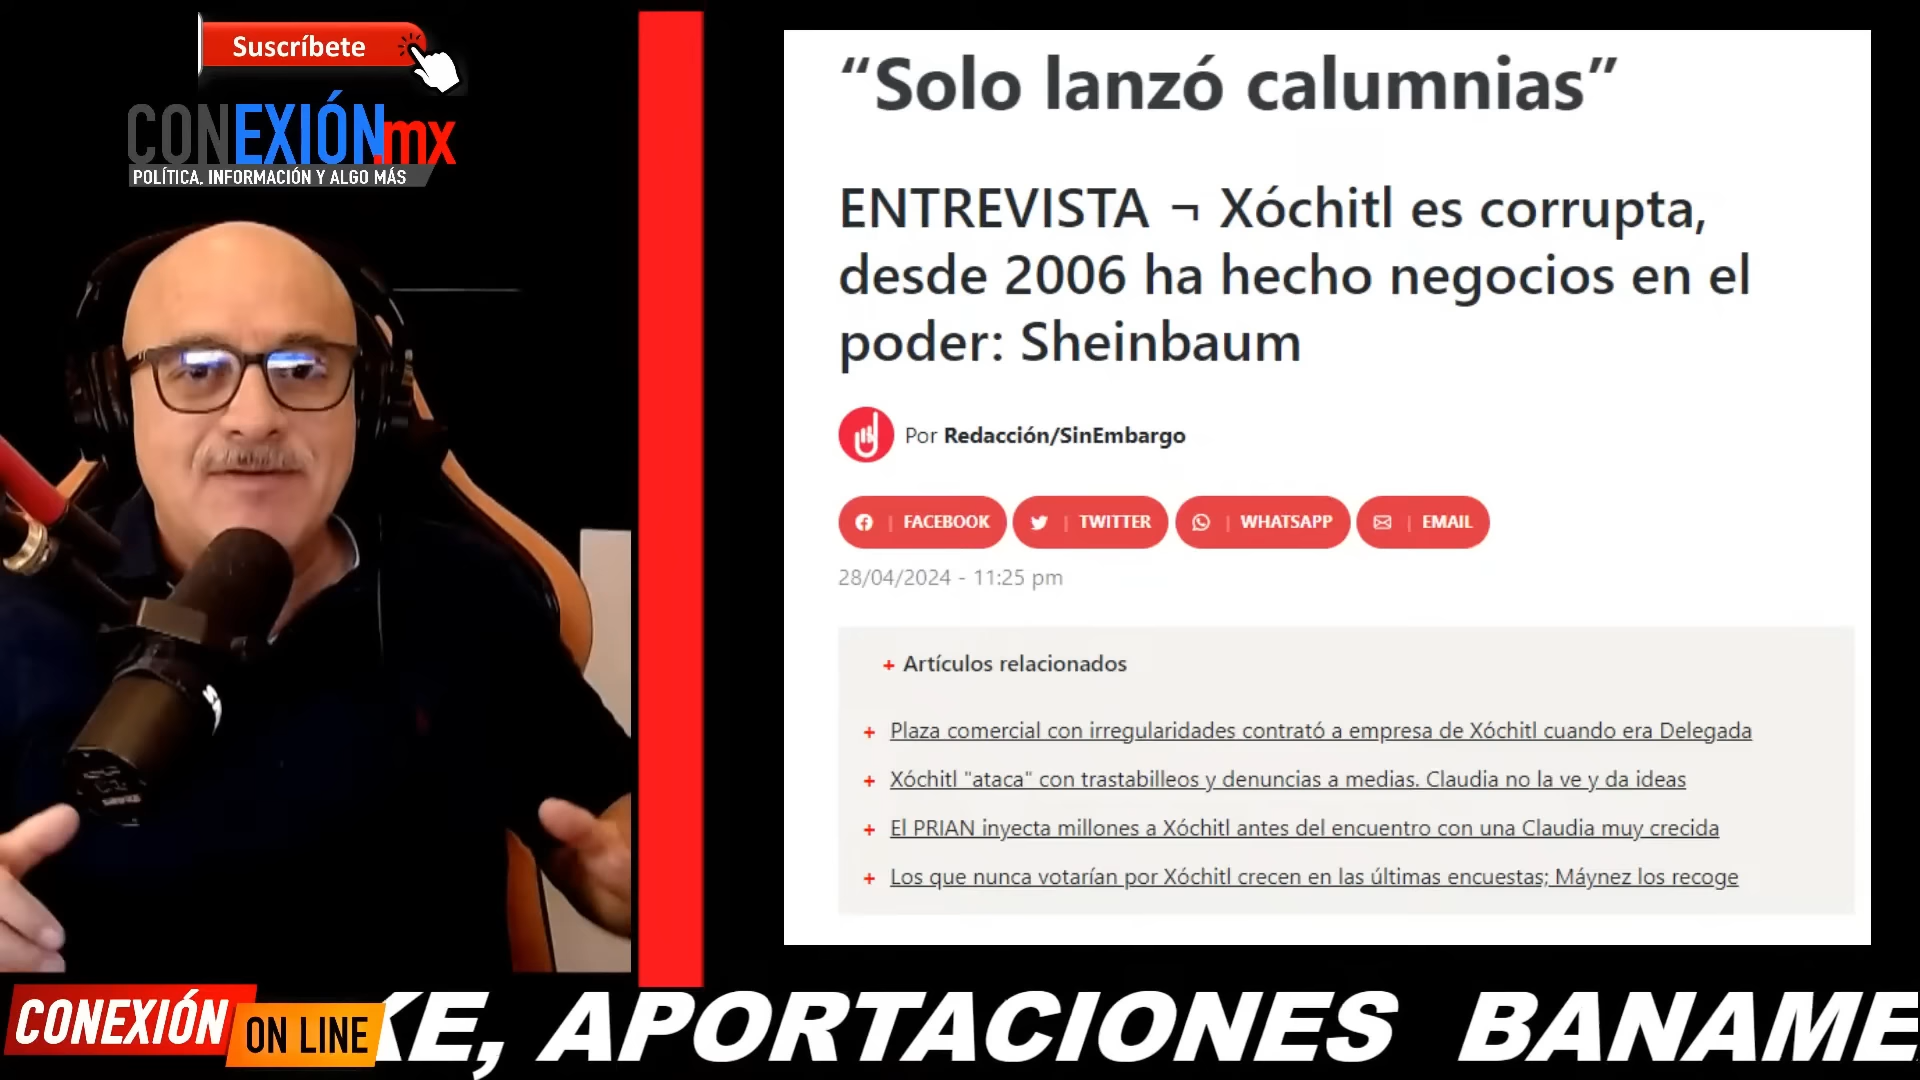 Suscríbete
CONEXIÓN.mx
POLÍTICA, INFORMACIÓN Y ALGO MÁS
“Solo lanzó calumnias”
ENTREVISTA ¬ Xóchitl es corrupta,
desde 2006 ha hecho negocios en el
poder: Sheinbaum
Por Redacción/SinEmbargo
FACEBOOK
TWITTER
WHATSAPP
EMAIL
28/04/2024 - 11:25 pm
+ Artículos relacionados
+ Plaza comercial con irregularidades contrató a empresa de Xóchitl cuando era Delegada
+ Xóchitl "ataca" con trastabilleos y denuncias a medias. Claudia no la ve y da ideas
+ El PRIAN inyecta millones a Xóchitl antes del encuentro con una Claudia muy crecida
+ Los que nunca votarían por Xóchitl crecen en las últimas encuestas; Máynez los recoge
CONEXIÓN
ON LINE
KE, APORTACIONES BANAME